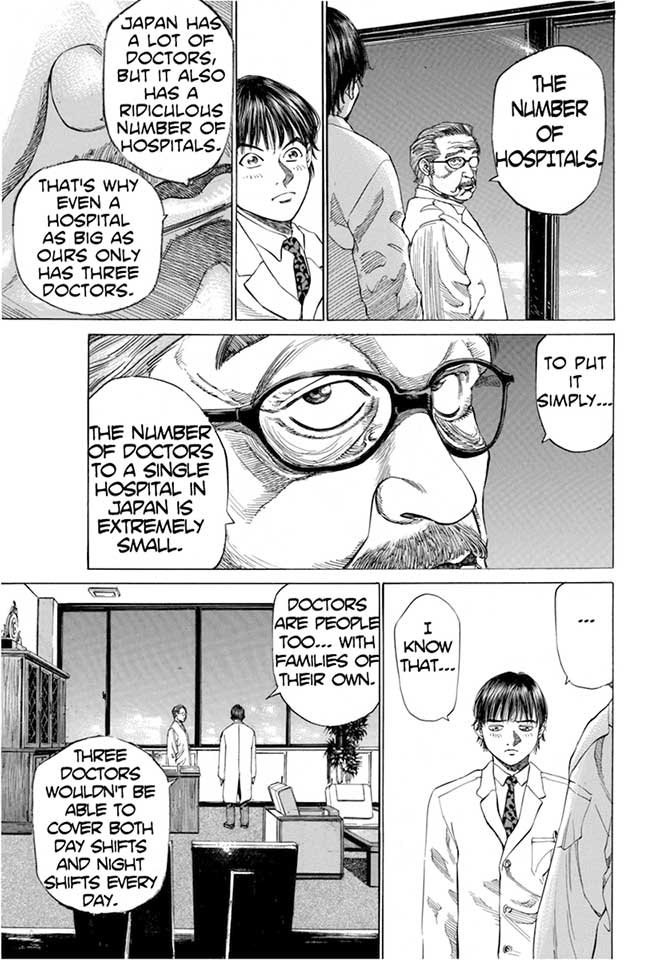 THE
NUMBER
OF
HOSPITALS.
JAPAN HAS
A LOT OF
DOCTORS,
BUT IT ALSO
HAS A
RIDICULOUS
NUMBER OF
HOSPITALS.
THAT'S WHY
EVEN A
HOSPITAL
AS BIG AS
OURS ONLY
HAS THREE
DOCTORS.
TO PUT
IT
SIMPLY...
THE NUMBER
OF DOCTORS
TO A SINGLE
HOSPITAL IN
JAPAN IS
EXTREMELY
SMALL.
...
I
KNOW
THAT...
DOCTORS
ARE PEOPLE
TOO... WITH
FAMILIES OF
THEIR OWN.
THREE
DOCTORS
WOULDN'T BE
ABLE TO
COVER BOTH
DAY SHIFTS
AND NIGHT
SHIFTS EVERY
DAY.